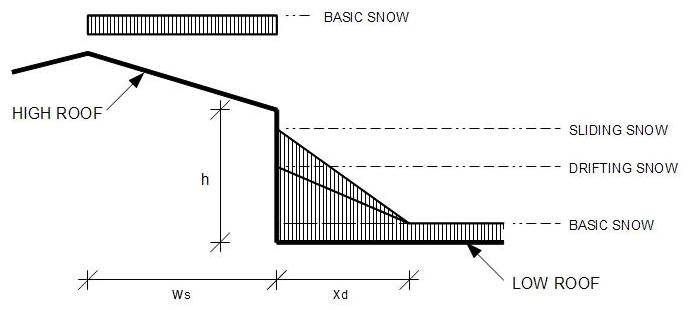 BASIC SNOW
HIGH ROOF
SLIDING SNOW
DRIFTING SNOW
h
BASIC SNOW
LOW ROOF
Ws
Xd